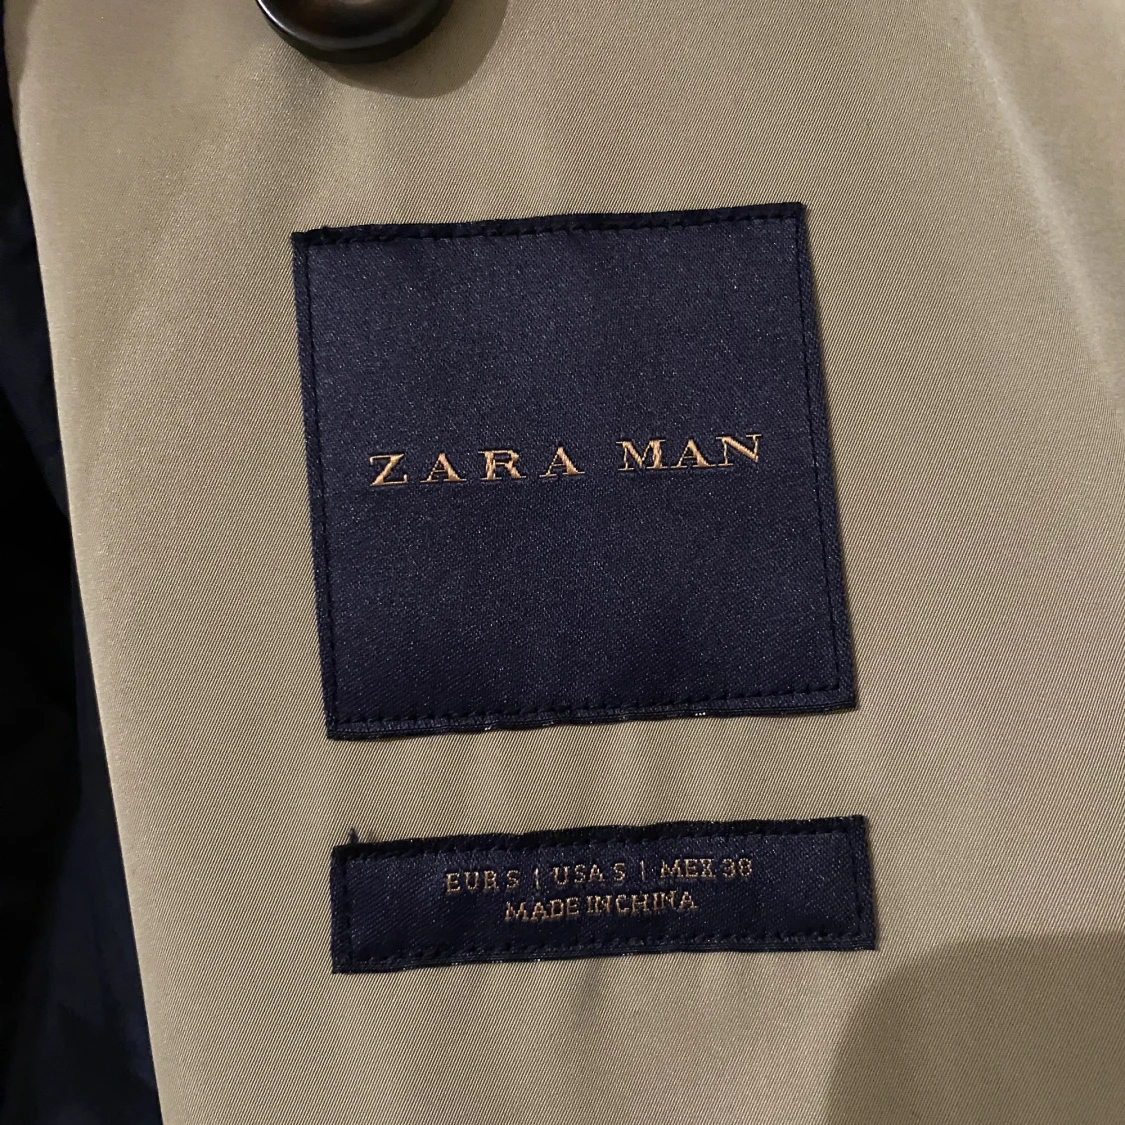 ZARA MAN
EUR S | USA S | MEX 38
MADE IN CHINA